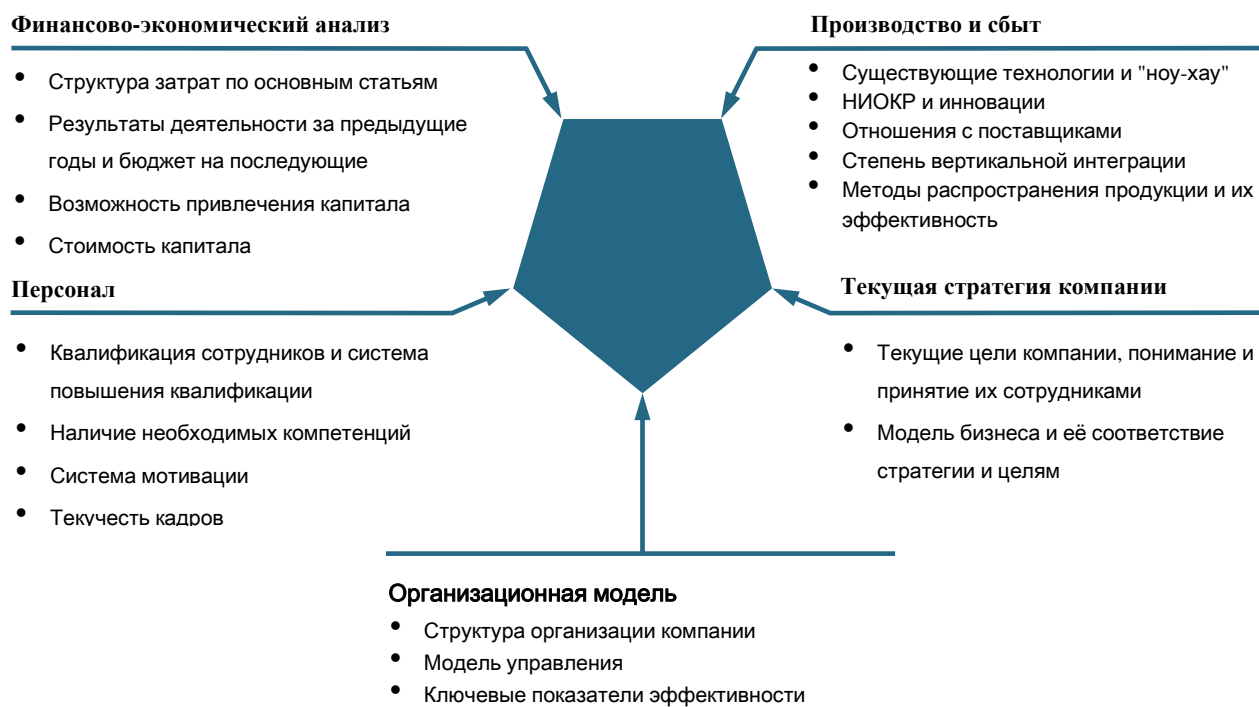 Финансово-экономический анализ
• Структура затрат по основным статьям
• Результаты деятельности за предыдущие
годы и бюджет на последующие
• Возможность привлечения капитала
• Стоимость капитала
Производство и сбыт
• Существующие технологии и "ноу-хау"
• НИОКР и инновации
• Отношения с поставщиками
• Степень вертикальной интеграции
• Методы распространения продукции и их
эффективность
Персонал
• Квалификация сотрудников и система
повышения квалификации
• Наличие необходимых компетенций
• Система мотивации
• Текучесть кадров
Текущая стратегия компании
• Текущие цели компании, понимание и
принятие их сотрудниками
• Модель бизнеса и её соответствие
стратегии и целям
Организационная модель
• Структура организации компании
• Модель управления
• Ключевые показатели эффективности